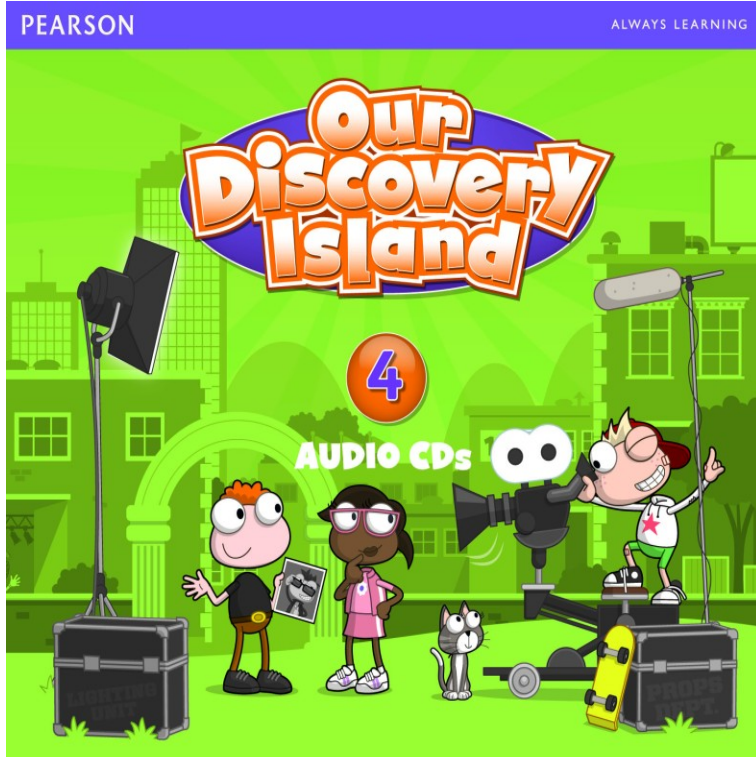 PEARSON
ALWAYS LEARNING
Our
Discovery
Island
4
AUDIO CDs
LIGHTING
UNIT
PROPS
DEPT.